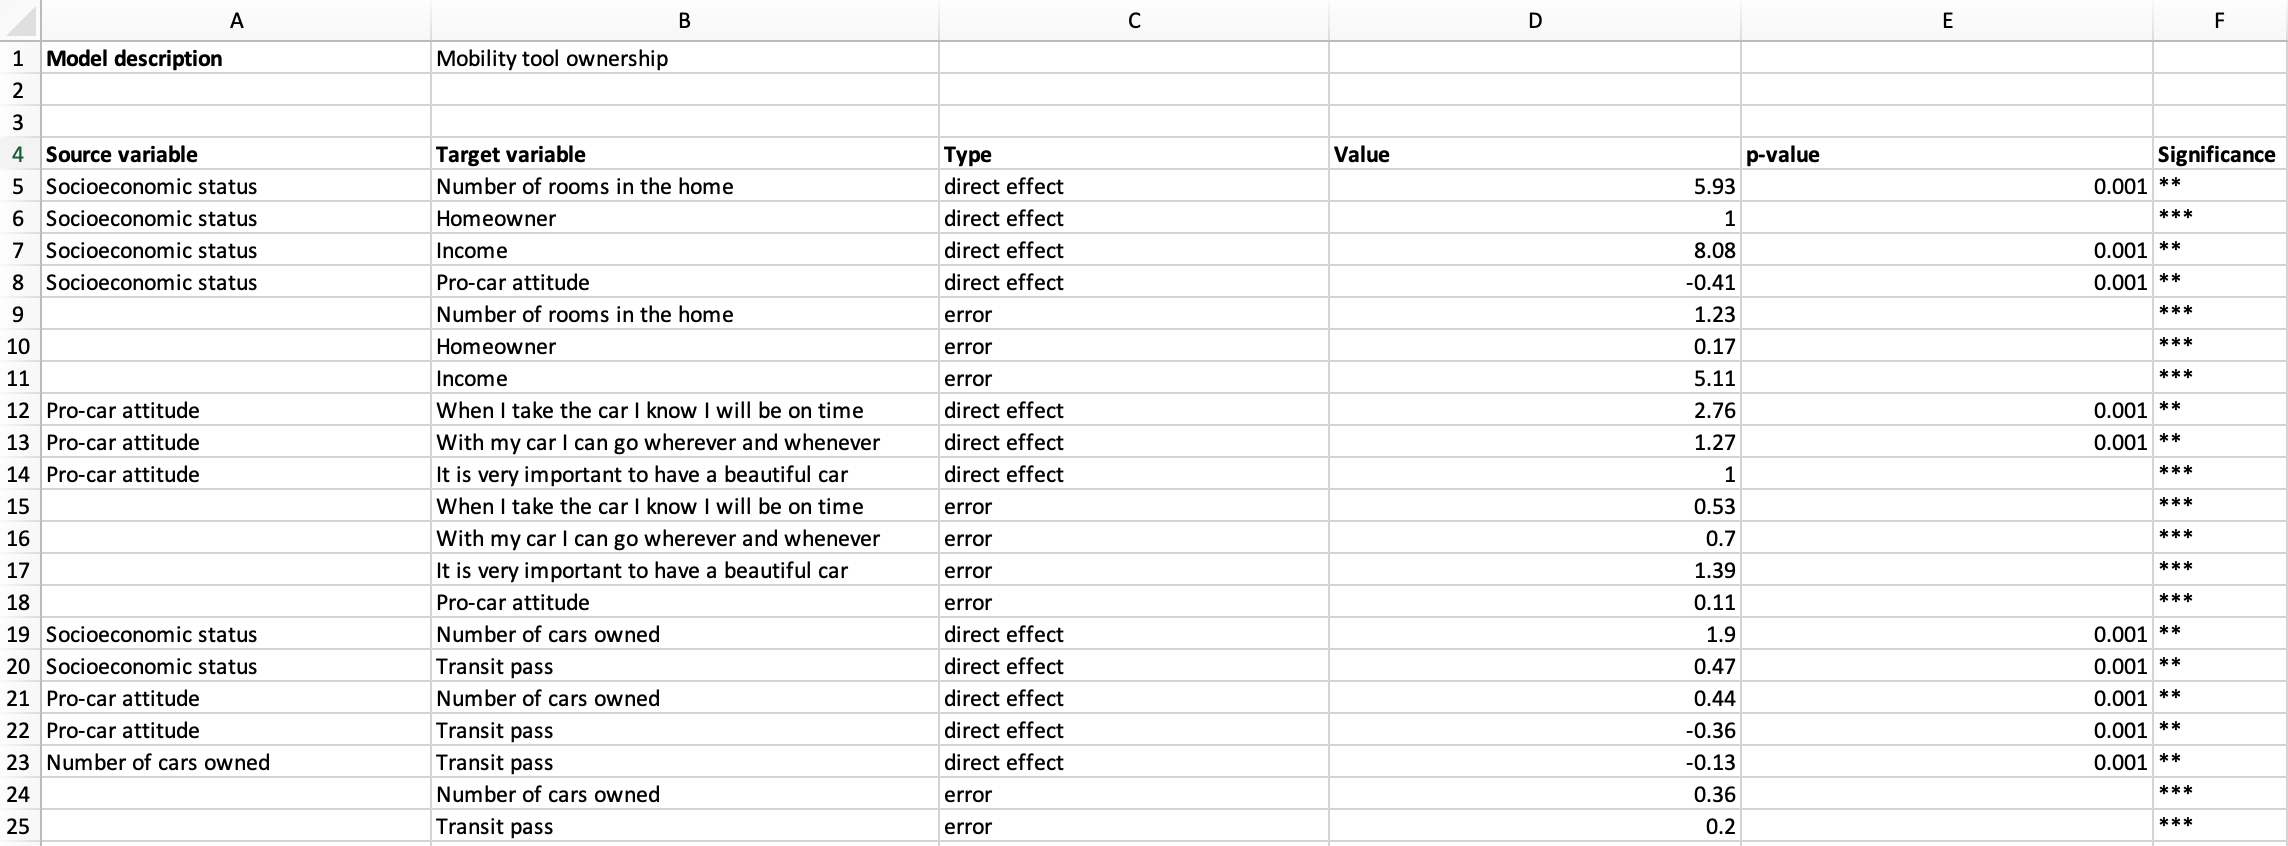 A B C D E F
1 Model description Mobility tool ownership
2
3
4 Source variable Target variable Type Value p-value Significance
5 Socioeconomic status Number of rooms in the home direct effect 5.93 0.001 **
6 Socioeconomic status Homeowner direct effect 1 ***
7 Socioeconomic status Income direct effect 8.08 0.001 **
8 Socioeconomic status Pro-car attitude direct effect -0.41 0.001 **
9 Number of rooms in the home error 1.23 ***
10 Homeowner error 0.17 ***
11 Income error 5.11 ***
12 Pro-car attitude When I take the car I know I will be on time direct effect 2.76 0.001 **
13 Pro-car attitude With my car I can go wherever and whenever direct effect 1.27 0.001 **
14 Pro-car attitude It is very important to have a beautiful car direct effect 1 ***
15 When I take the car I know I will be on time error 0.53 ***
16 With my car I can go wherever and whenever error 0.7 ***
17 It is very important to have a beautiful car error 1.39 ***
18 Pro-car attitude error 0.11 ***
19 Socioeconomic status Number of cars owned direct effect 1.9 0.001 **
20 Socioeconomic status Transit pass direct effect 0.47 0.001 **
21 Pro-car attitude Number of cars owned direct effect 0.44 0.001 **
22 Pro-car attitude Transit pass direct effect -0.36 0.001 **
23 Number of cars owned Transit pass direct effect -0.13 0.001 **
24 Number of cars owned error 0.36 ***
25 Transit pass error 0.2 ***